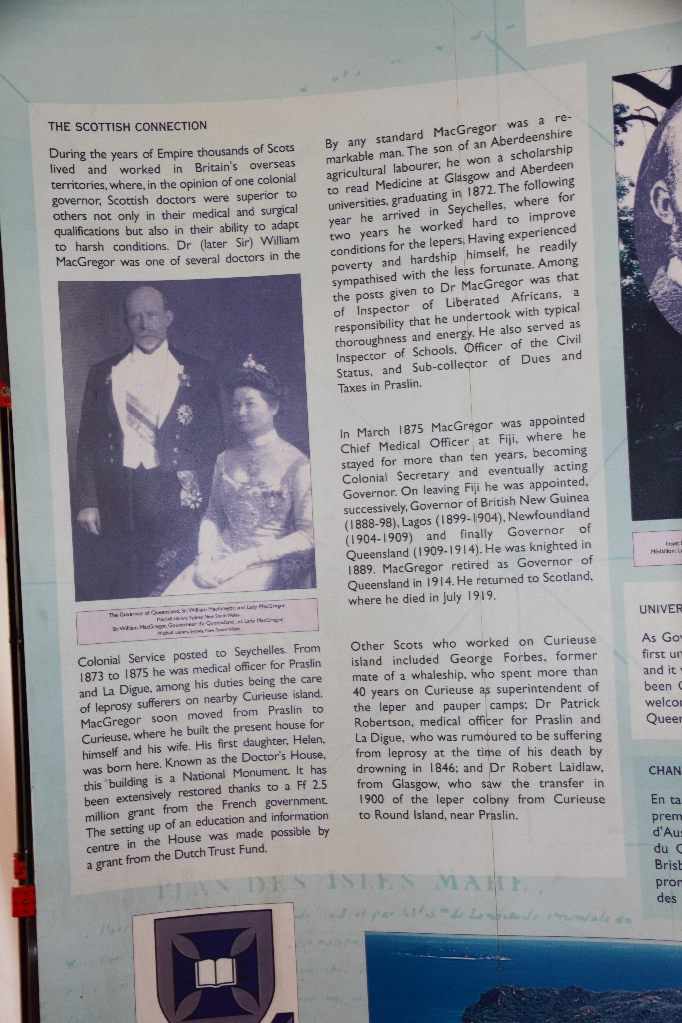 THE SCOTTISH CONNECTION
During the years of Empire thousands of Scots
lived and worked in Britain's overseas
territories, where, in the opinion of one colonial
governor, Scottish doctors were superior to
others not only in their medical and surgical
qualifications but also in their ability to adapt
to harsh conditions. Dr (later Sir) William
MacGregor was one of several doctors in the
The Governor of Queensland, Sir William MacGregor and Lady MacGregor
Mitchell Library, Sydney, New South Wales
Sir William MacGregor, Gouverneur du Queensland and Lady MacGregor
Mitchell Library, Sydney, New South Wales
Colonial Service posted to Seychelles. From
1873 to 1875 he was medical officer for Praslin
and La Digue, among his duties being the care
of leprosy sufferers on nearby Curieuse island.
MacGregor soon moved from Praslin to
Curieuse, where he built the present house for
himself and his wife. His first daughter, Helen,
was born here. Known as the Doctor's House,
this building is a National Monument. It has
been extensively restored thanks to a Ff 2.5
million grant from the French government.
The setting up of an education and information
centre in the House was made possible by
a grant from the Dutch Trust Fund.
By any standard MacGregor was a re-
markable man. The son of an Aberdeenshire
agricultural labourer, he won a scholarship
to read Medicine at Glasgow and Aberdeen
universities, graduating in 1872. The following
year he arrived in Seychelles, where for
two years he worked hard to improve
conditions for the lepers. Having experienced
poverty and hardship himself, he readily
sympathised with the less fortunate. Among
the posts given to Dr MacGregor was that
of Inspector of Liberated Africans, a
responsibility that he undertook with typical
thoroughness and energy. He also served as
Inspector of Schools, Officer of the Civil
Status, and Sub-collector of Dues and
Taxes in Praslin.
In March 1875 MacGregor was appointed
Chief Medical Officer at Fiji, where he
stayed for more than ten years, becoming
Colonial Secretary and eventually acting
Governor. On leaving Fiji he was appointed,
successively, Governor of British New Guinea
(1888-98), Lagos (1899-1904), Newfoundland
(1904-1909) and finally Governor of
Queensland (1909-1914). He was knighted in
1889. MacGregor retired as Governor of
Queensland in 1914. He returned to Scotland,
where he died in July 1919.
Other Scots who worked on Curieuse
island included George Forbes, former
mate of a whaleship, who spent more than
40 years on Curieuse as superintendent of
the leper and pauper camps; Dr Patrick
Robertson, medical officer for Praslin and
La Digue, who was rumoured to be suffering
from leprosy at the time of his death by
drowning in 1846; and Dr Robert Laidlaw,
from Glasgow, who saw the transfer in
1900 of the leper colony from Curieuse
to Round Island, near Praslin.
PLAN DES ISLES MAHE.
UNIVER
As Gov
first un
and it
been C
welco
Queen
CHAN
En ta
prem
d'Aus
du Q
Brisb
pron
des